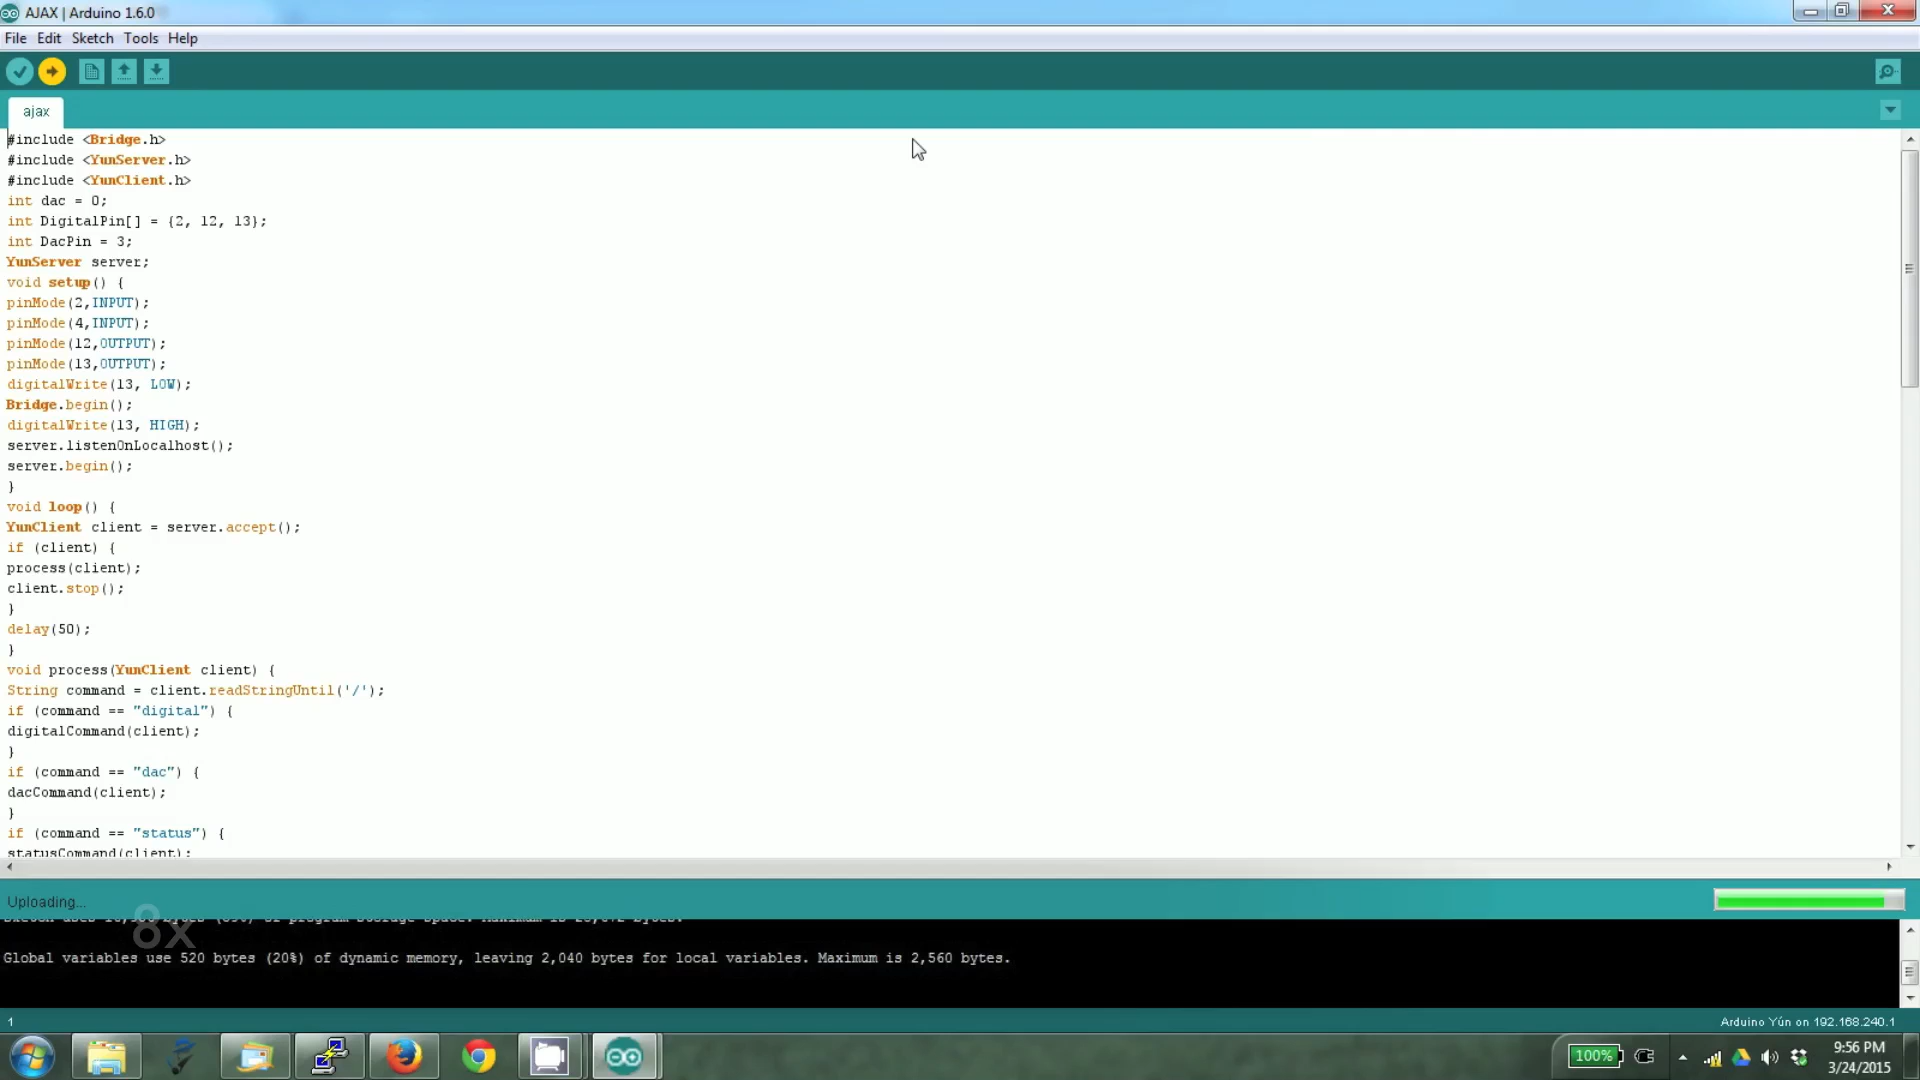 AJAX | Arduino 1.6.0
File Edit Sketch Tools Help
ajax
#include <Bridge.h>
#include <YunServer.h>
#include <YunClient.h>
int dac = 0;
int DigitalPin[] = {2, 12, 13};
int DacPin = 3;
YunServer server;
void setup() {
pinMode(2,INPUT);
pinMode(4,INPUT);
pinMode(12,OUTPUT);
pinMode(13,OUTPUT);
digitalWrite(13, LOW);
Bridge.begin();
digitalWrite(13, HIGH);
server.listenOnLocalhost();
server.begin();
}
void loop() {
YunClient client = server.accept();
if (client) {
process(client);
client.stop();
}
delay(50);
}
void process(YunClient client) {
String command = client.readStringUntil('/');
if (command == "digital") {
digitalCommand(client);
}
if (command == "dac") {
dacCommand(client);
}
if (command == "status") {
statusCommand(client);
Uploading...
8x
Global variables use 520 bytes (20%) of dynamic memory, leaving 2,040 bytes for local variables. Maximum is 2,560 bytes.
1
Arduino Yún on 192.168.240.1
100%
9:56 PM
3/24/2015